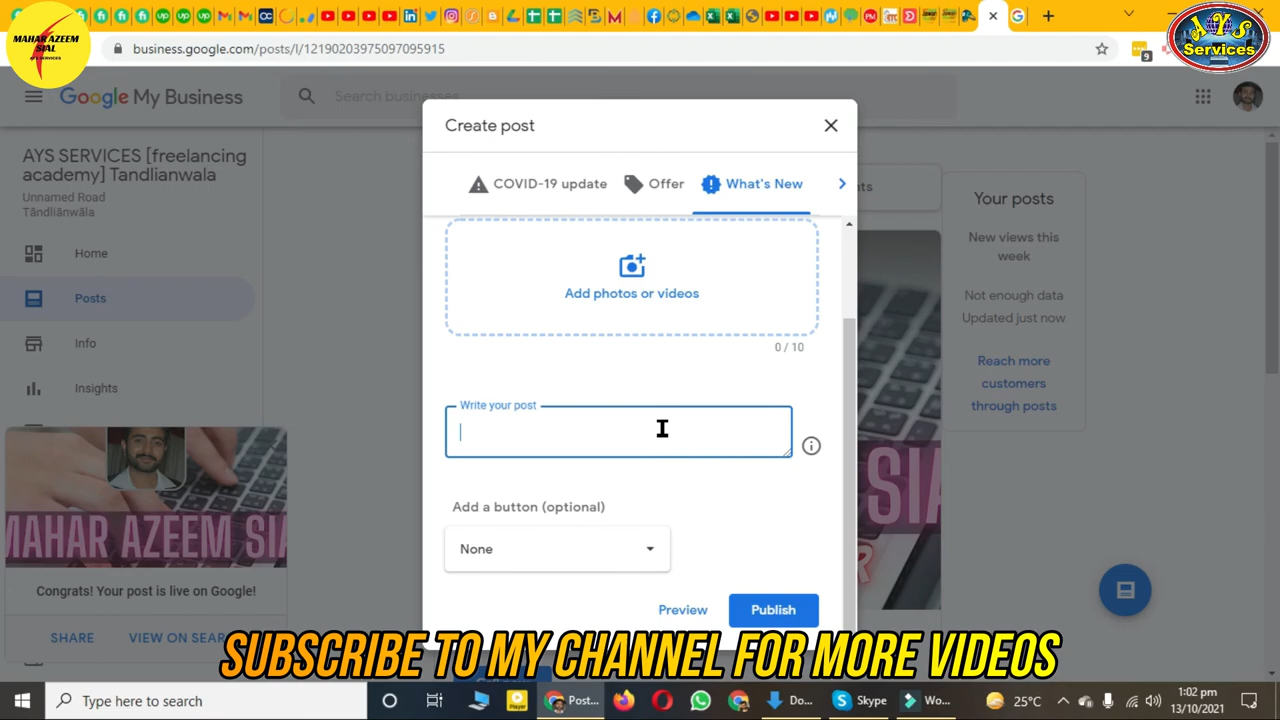 MAHAR AZEEM
SIAL
AYS SERVICES
business.google.com/posts/l/12190203975097095915
9
AYS
Services
Google My Business
Search businesses
Create post
AYS SERVICES [freelancing
academy] Tandlianwala
Unnamed Road
Tāndliānwāla
COVID-19 update
Offer
What's New
Your posts
New views this
week
Not enough data
Updated just now
Reach more
customers
through posts
Home
Posts
Info
Insights
Add photos or videos
0 / 10
Write your post
Add a button (optional)
None
Preview
Publish
MAHAR AZEEM SIA
Congrats! Your post is live on Google!
SHARE
VIEW ON SEAR
SUBSCRIBE TO MY CHANNEL FOR MORE VIDEOS
Type here to search
Post...
Do...
Skype
Wo...
25°C
1:02 pm
13/10/2021